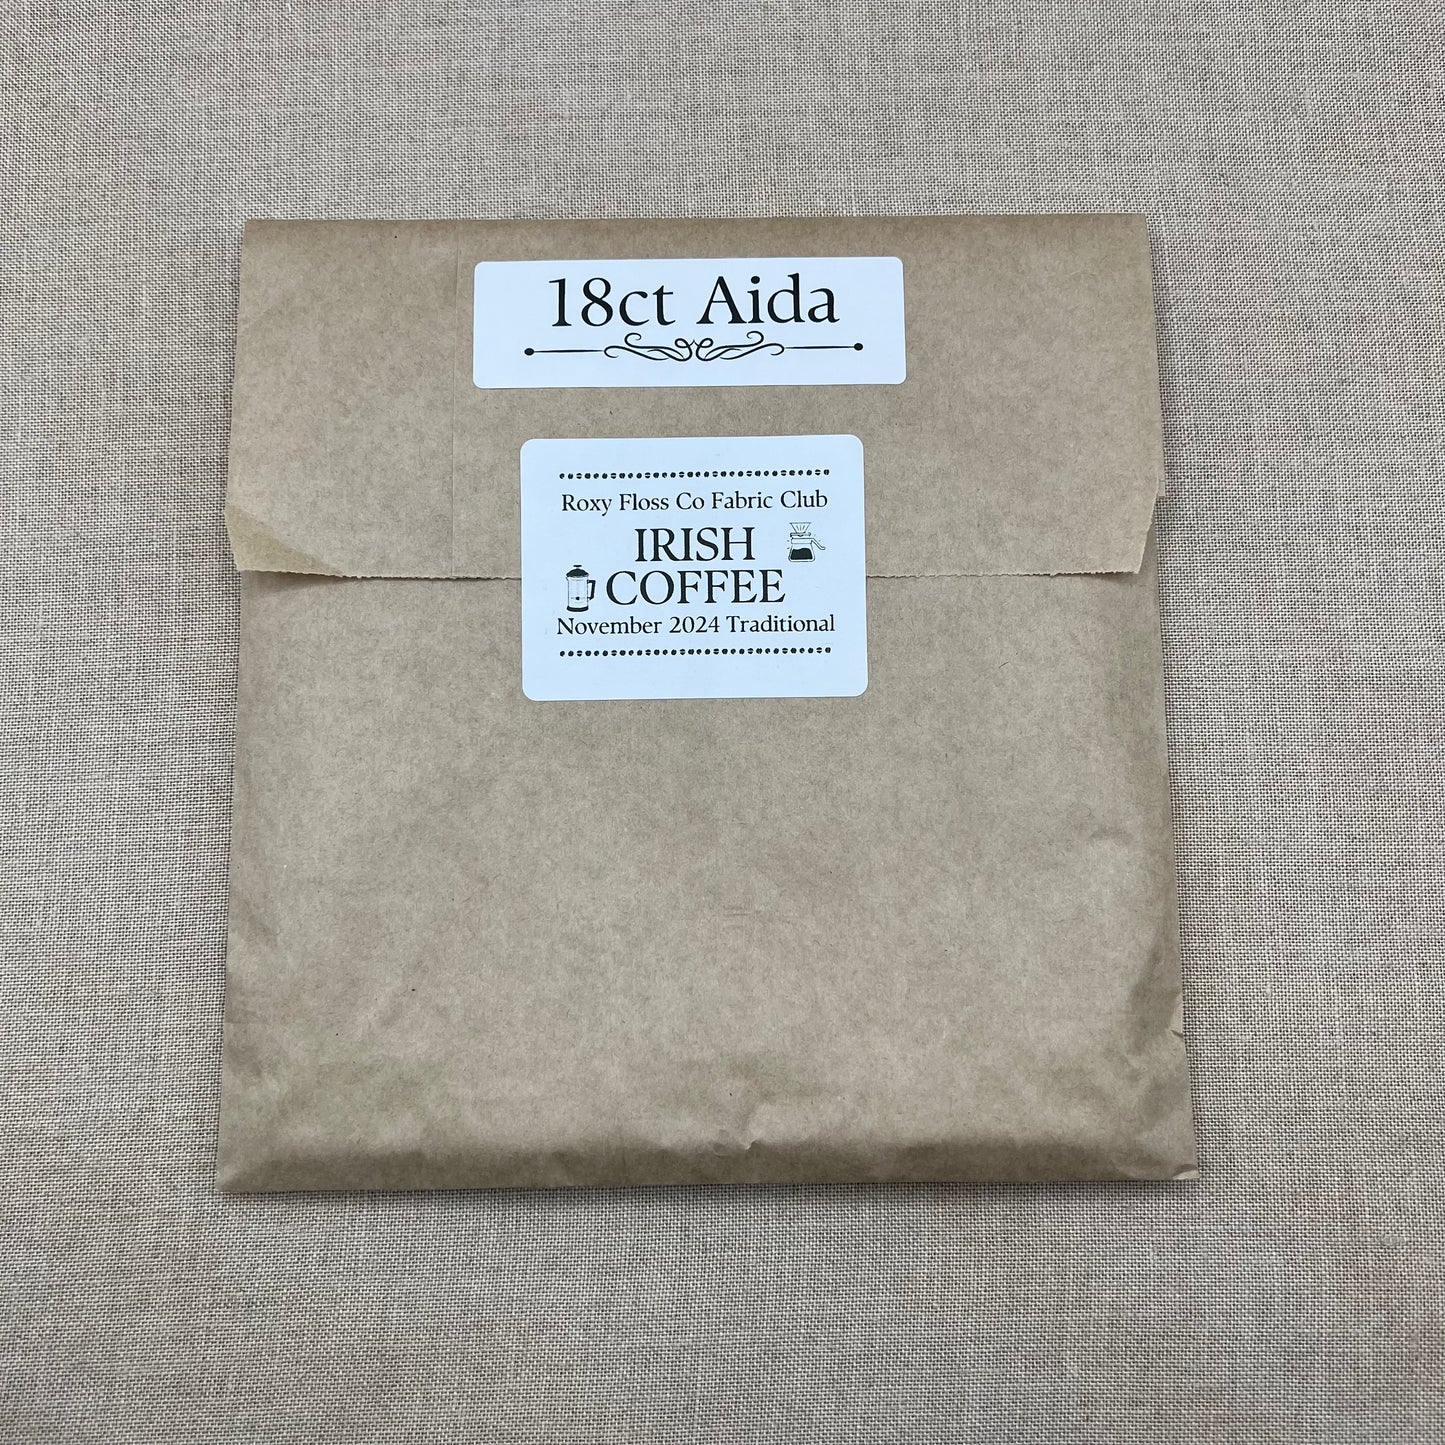 18ct Aida
Roxy Floss Co Fabric Club
IRISH
COFFEE
November 2024 Traditional